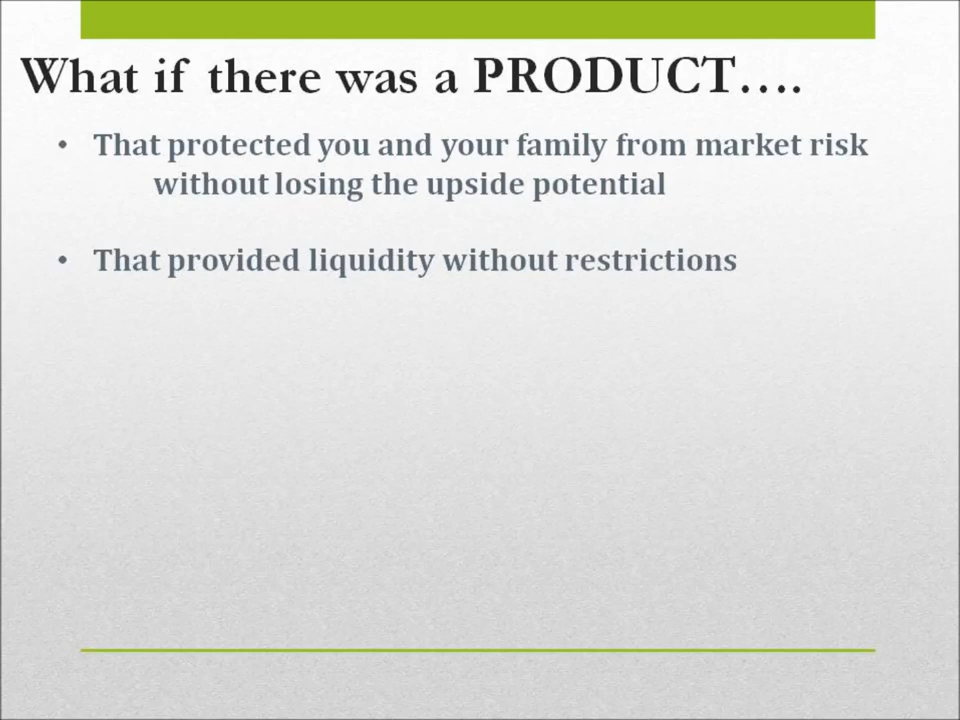 What if there was a PRODUCT….
• That protected you and your family from market risk
without losing the upside potential
• That provided liquidity without restrictions